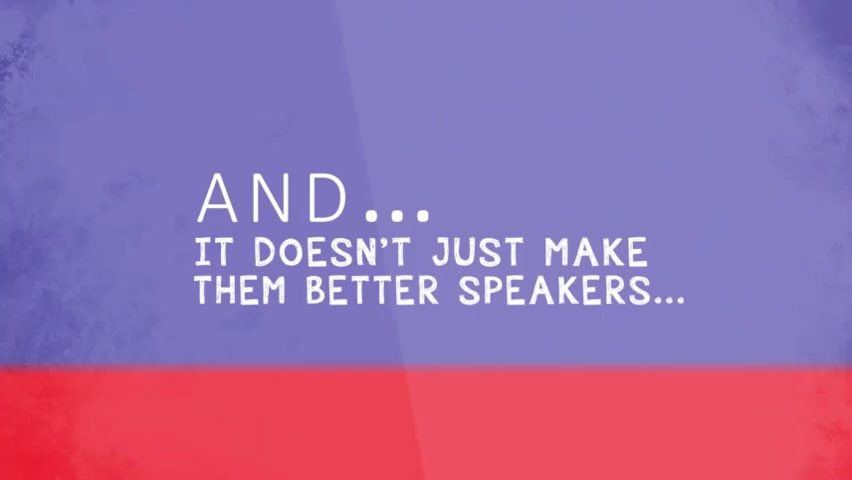 AND...
IT DOESN'T JUST MAKE
THEM BETTER SPEAKERS...